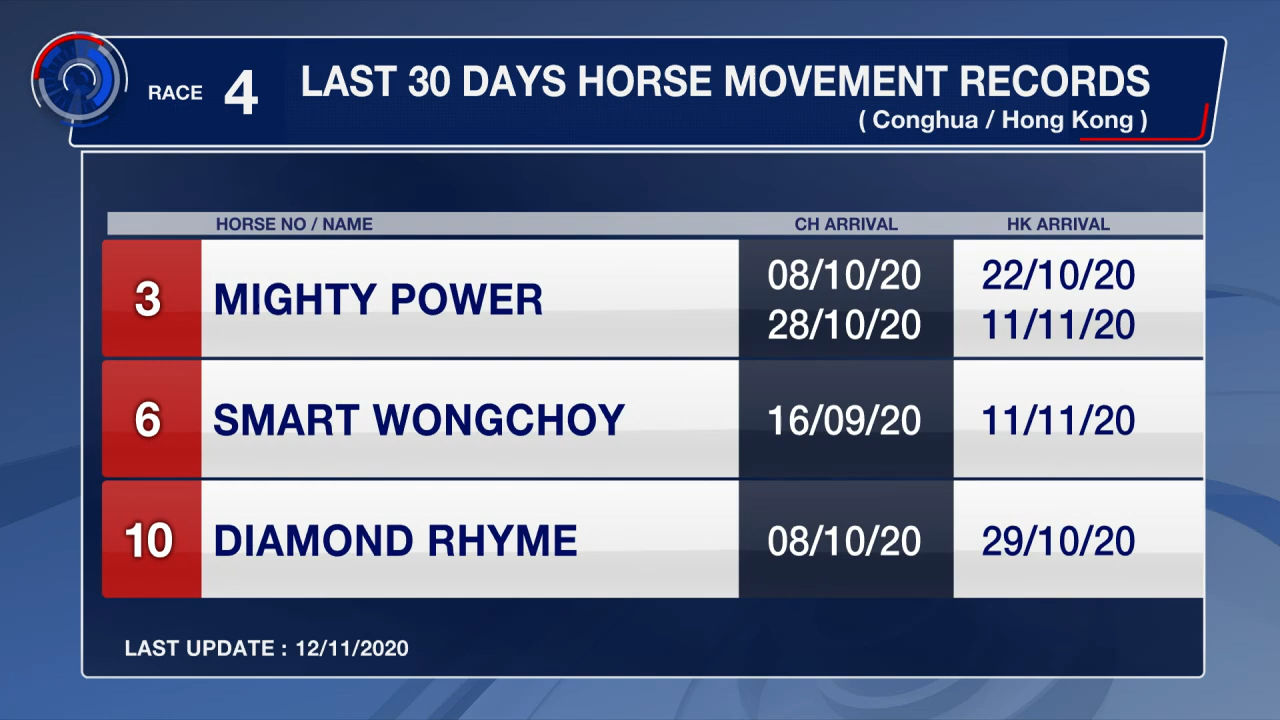 RACE 4 LAST 30 DAYS HORSE MOVEMENT RECORDS
( Conghua / Hong Kong )
HORSE NO / NAME CH ARRIVAL HK ARRIVAL
3 MIGHTY POWER 08/10/20 22/10/20
28/10/20 11/11/20
6 SMART WONGCHOY 16/09/20 11/11/20
10 DIAMOND RHYME 08/10/20 29/10/20
LAST UPDATE : 12/11/2020